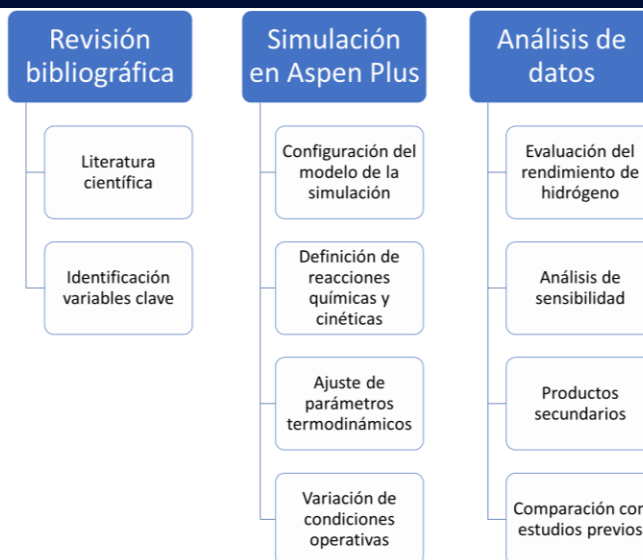 Revisión
bibliográfica
Literatura
científica
Identificación
variables clave
Simulación
en Aspen Plus
Configuración del
modelo de la
simulación
Definición de
reacciones
químicas y
cinéticas
Ajuste de
parámetros
termodinámicos
Variación de
condiciones
operativas
Análisis de
datos
Evaluación del
rendimiento de
hidrógeno
Análisis de
sensibilidad
Productos
secundarios
Comparación con
estudios previos